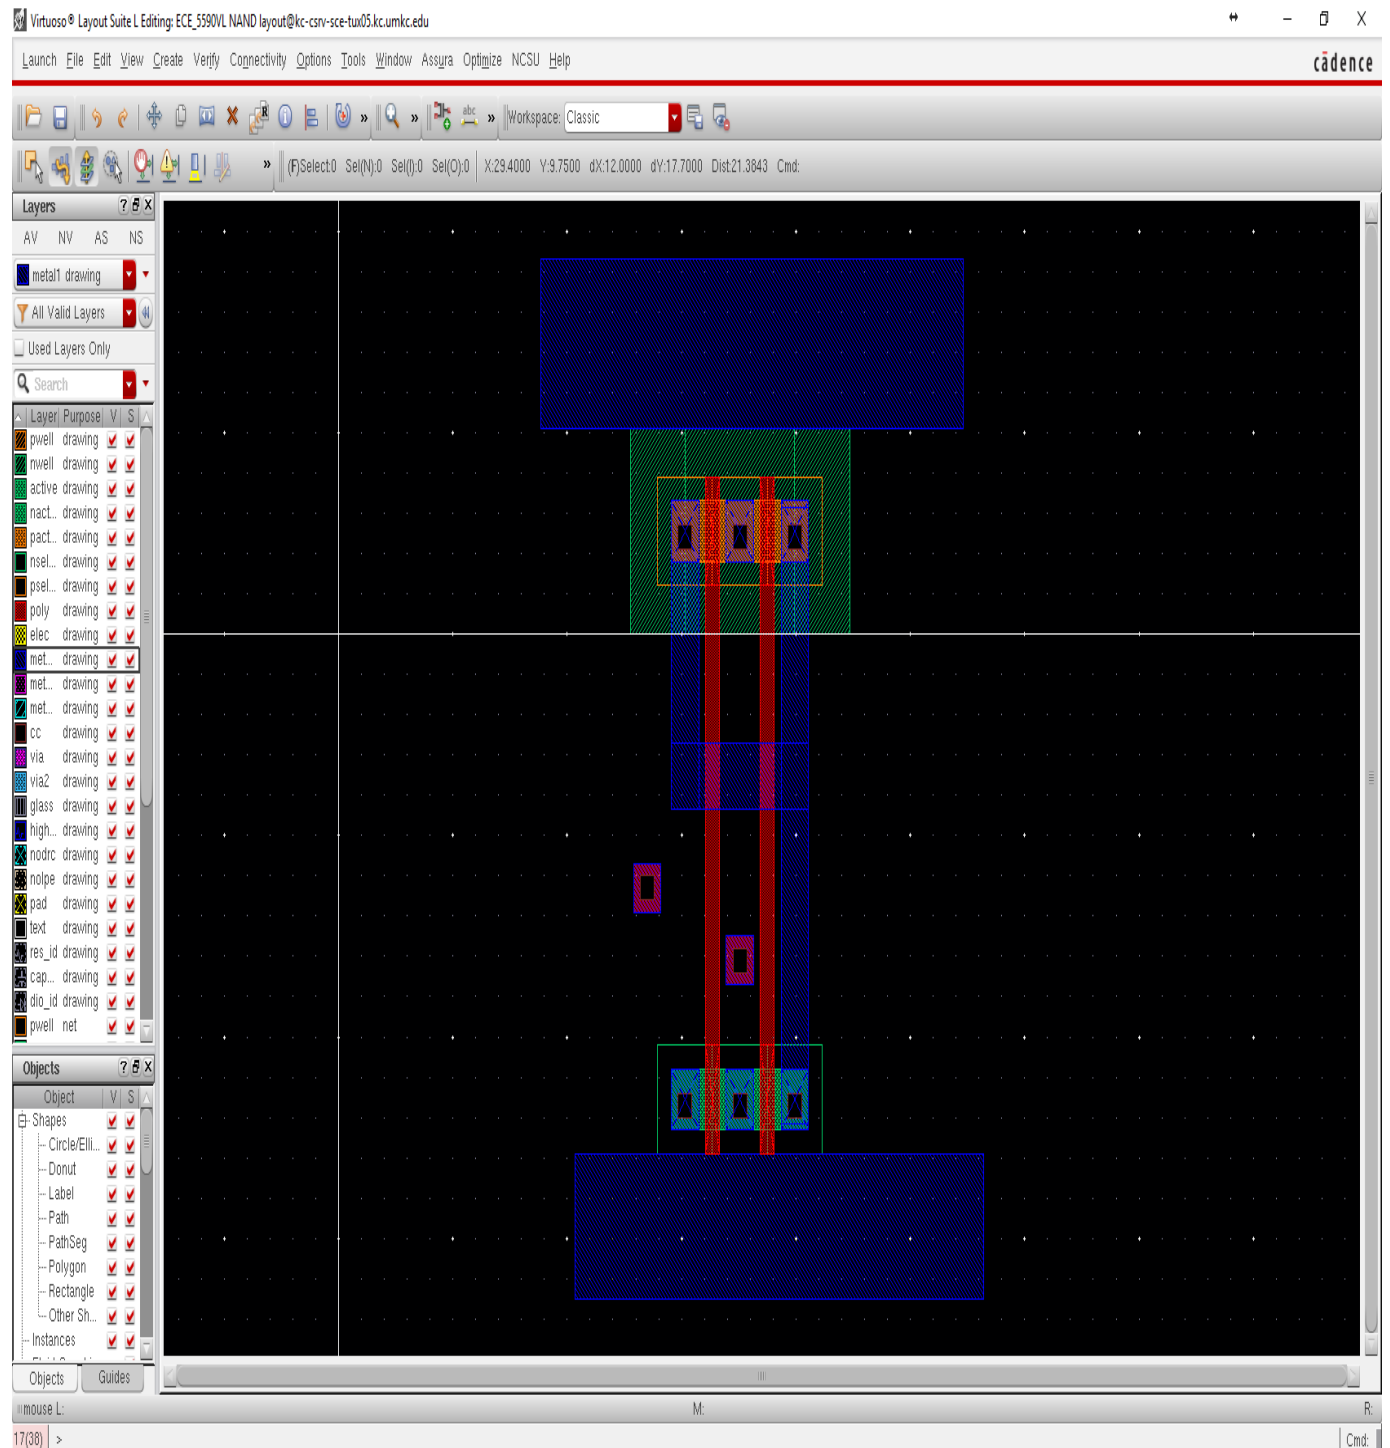 Virtuoso® Layout Suite L Editing: ECE_5590VL NAND layout@kc-csrv-sce-tux05.kc.umkc.edu
Launch File Edit View Create Verify Connectivity Options Tools Window Assura Optimize NCSU Help
cādence
R i abc Workspace: Classic
» (F)Select:0 Sel(N):0 Sel(I):0 Sel(O):0 X:29.4000 Y:9.7500 dX:12.0000 dY:17.7000 Dist:21.3843 Cmd:
Layers
AV NV AS NS
metal1 drawing
All Valid Layers
Used Layers Only
Search
Layer Purpose V S
pwell drawing
nwell drawing
active drawing
nact... drawing
pact... drawing
nsel... drawing
psel... drawing
poly drawing
elec drawing
met... drawing
met... drawing
met... drawing
cc drawing
via drawing
via2 drawing
glass drawing
high... drawing
nodrc drawing
nolpe drawing
pad drawing
text drawing
res_id drawing
cap... drawing
dio_id drawing
pwell net
Objects
Object V S
Shapes
Circle/Elli...
Donut
Label
Path
PathSeg
Polygon
Rectangle
Other Sh...
Instances
Objects Guides
mouse L: M: R:
17(38) > Cmd: